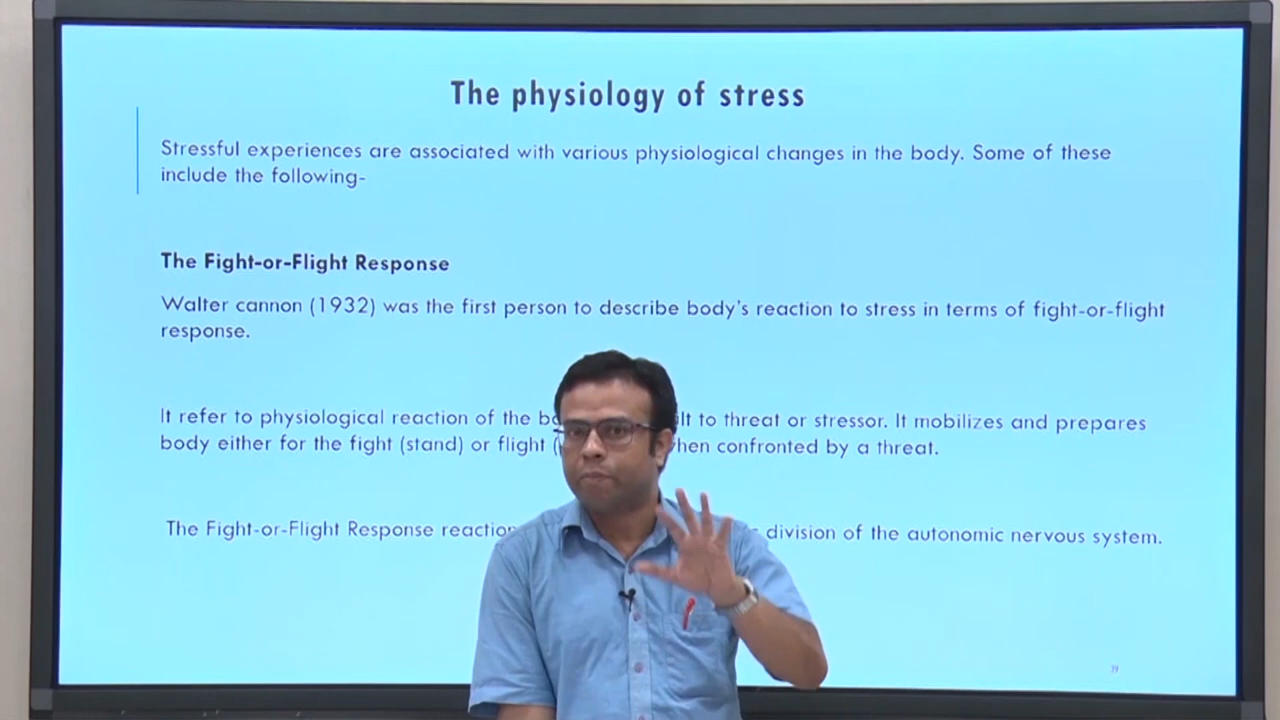 The physiology of stress
Stressful experiences are associated with various physiological changes in the body. Some of these
include the following-
The Fight-or-Flight Response
Walter cannon (1932) was the first person to describe body's reaction to stress in terms of fight-or-flight
response.
It refer to physiological reaction of the to threat or stressor. It mobilizes and prepares
body either for the fight (stand) or flight ( when confronted by a threat.
The Fight-or-Flight Response division of the autonomic nervous system.